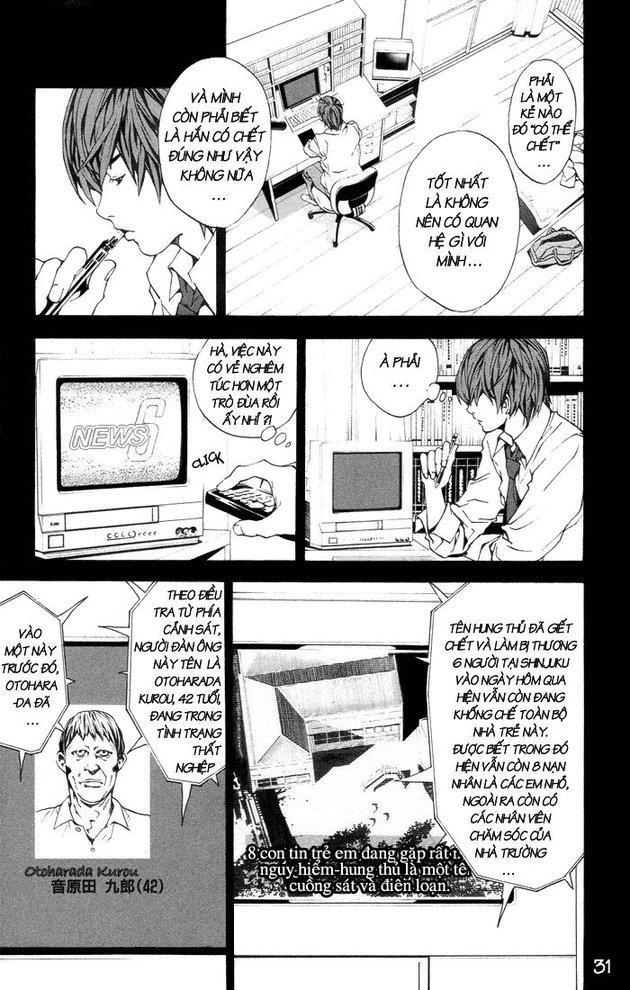 PHẢI
LÀ MỘT
KẺ NÀO
ĐÓ "CÓ THỂ
CHẾT"
...
TỐT NHẤT
LÀ KHÔNG
NÊN CÓ QUAN
HỆ GÌ VỚI
MÌNH ...
VÀ MÌNH
CÒN PHẢI BIẾT
LÀ HẮN CÓ CHẾT
ĐÚNG NHƯ VẬY
KHÔNG NỮA
...
À PHẢI
...
HÀ, VIỆC NÀY
CÓ VẺ NGHIÊM
TÚC HƠN MỘT
TRÒ ĐÙA RỒI
ẤY NHỈ ?!
CLICK
NEWS 6
TÊN HUNG THỦ ĐÃ GIẾT
CHẾT VÀ LÀM BỊ THƯƠNG
6 NGƯỜI TẠI SHINJUKU
VÀO NGÀY HÔM QUA
HIỆN VẪN CÒN ĐANG
KHỐNG CHẾ TOÀN BỘ
NHÀ TRẺ NÀY.
ĐƯỢC BIẾT TRONG ĐÓ
HIỆN VẪN CÒN 8 NẠN
NHÂN LÀ CÁC EM NHỎ,
NGOÀI RA CÒN CÓ
CÁC NHÂN VIÊN
CHĂM SÓC CỦA
NHÀ TRƯỜNG ...
8 con tin trẻ em đang gặp rất
nguy hiểm-hung thủ là một tê
cuồng sát và điên loạn.
THEO ĐIỀU
TRA TỪ PHÍA
CẢNH SÁT,
NGƯỜI ĐÀN ÔNG
NÀY TÊN LÀ
OTOHARADA
KUROU, 42 TUỔI,
ĐANG TRONG
TÌNH TRẠNG
THẤT
NGHIỆP
VÀO
MỘT NÀY
TRƯỚC ĐÓ,
OTOHARA
-DA ĐÃ
...
Otoharada Kurou
音原田 九郎(42)
31